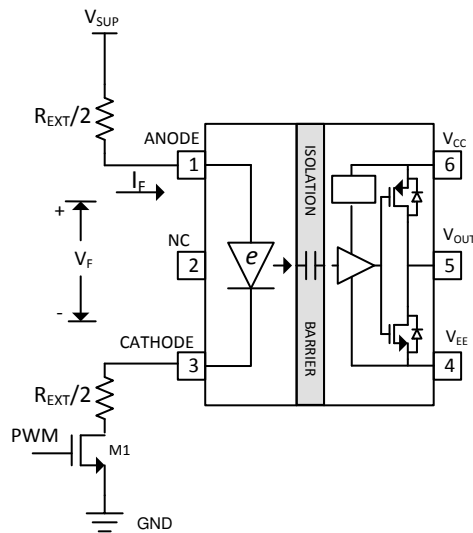 V_SUP
R_EXT/2
ANODE
1
I_F
+
V_F
-
NC
2
CATHODE
3
R_EXT/2
PWM
M1
GND
e
ISOLATION
BARRIER
V_CC
6
V_OUT
5
V_EE
4